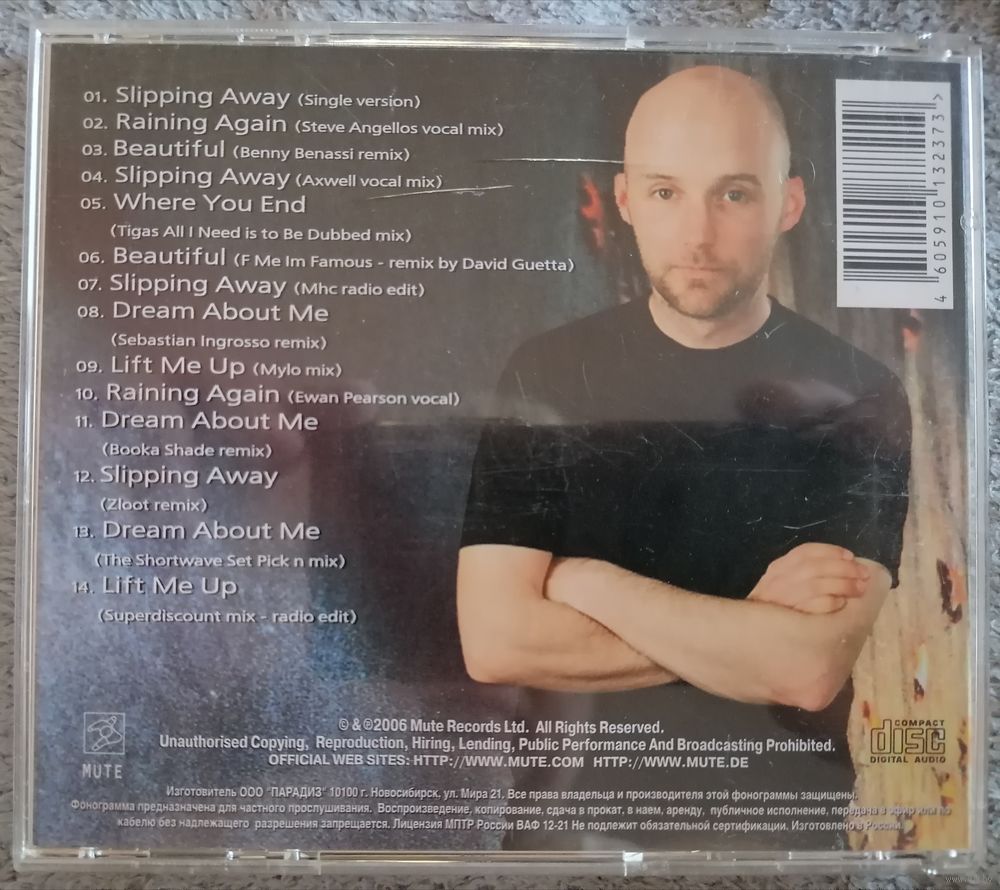 01. Slipping Away (Single version)
02. Raining Again (Steve Angellos vocal mix)
03. Beautiful (Benny Benassi remix)
04. Slipping Away (Axwell vocal mix)
05. Where You End
(Tigas All I Need is to Be Dubbed mix)
06. Beautiful (F Me Im Famous - remix by David Guetta)
07. Slipping Away (Mhc radio edit)
08. Dream About Me
(Sebastian Ingrosso remix)
09. Lift Me Up (Mylo mix)
10. Raining Again (Ewan Pearson vocal)
11. Dream About Me
(Booka Shade remix)
12. Slipping Away
(Zloot remix)
13. Dream About Me
(The Shortwave Set Pick n mix)
14. Lift Me Up
(Superdiscount mix - radio edit)
4 605910 132373 >
MUTE
© & ℗2006 Mute Records Ltd. All Rights Reserved.
Unauthorised Copying, Reproduction, Hiring, Lending, Public Performance And Broadcasting Prohibited.
OFFICIAL WEB SITES: HTTP://WWW.MUTE.COM HTTP://WWW.MUTE.DE
COMPACT
disc
DIGITAL AUDIO
Изготовитель ООО "ПАРАДИЗ" 10100 г. Новосибирск. ул. Мира 21. Все права владельца и производителя этой фонограммы защищены.
Фонограмма предназначена для частного прослушивания. Воспроизведение, копирование, сдача в прокат, в наем, аренду, публичное исполнение, передача в эфир или по
кабелю без надлежащего разрешения запрещается. Лицензия МПТР России ВАФ 12-21 Не подлежит обязательной сертификации. Изготовлено в России.